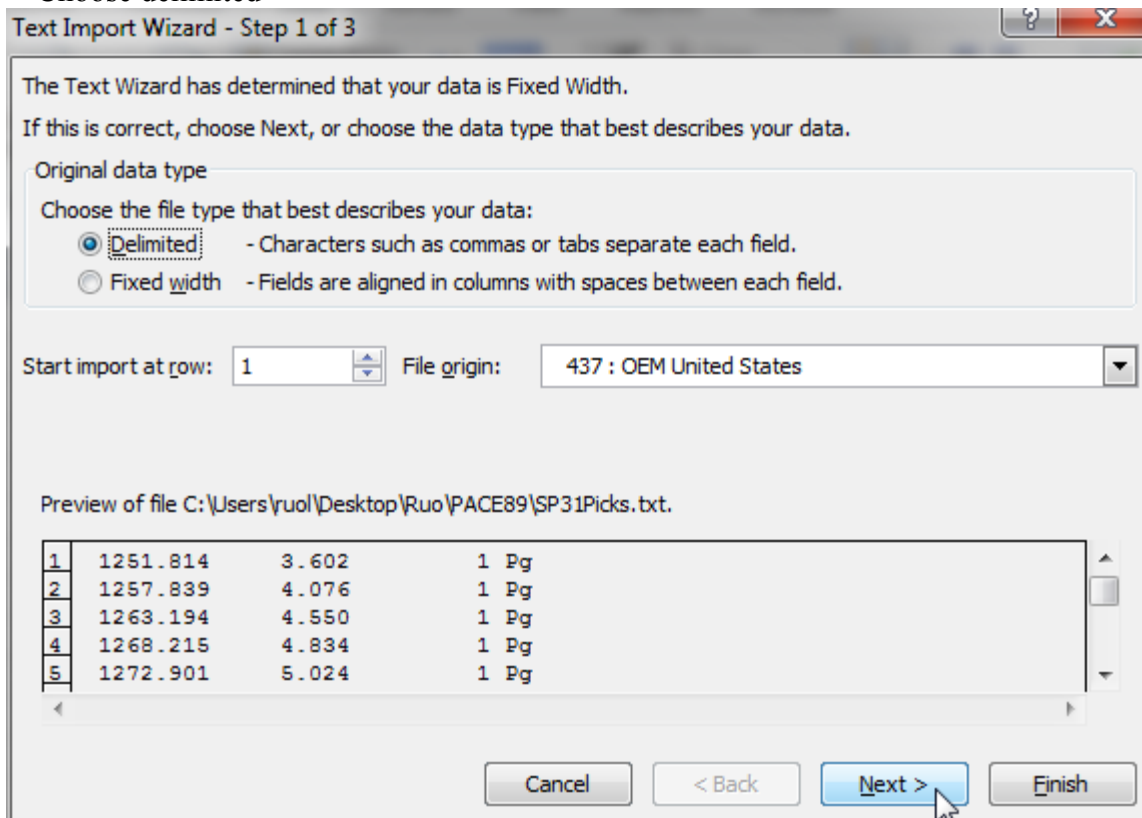 Choose delimited
Text Import Wizard - Step 1 of 3
The Text Wizard has determined that your data is Fixed Width.
If this is correct, choose Next, or choose the data type that best describes your data.
Original data type
Choose the file type that best describes your data:
Delimited - Characters such as commas or tabs separate each field.
Fixed width - Fields are aligned in columns with spaces between each field.
Start import at row: 1 File origin: 437 : OEM United States
Preview of file C:\Users\ruol\Desktop\Ruo\PACE89\SP31Picks.txt.
1 1251.814 3.602 1 Pg
2 1257.839 4.076 1 Pg
3 1263.194 4.550 1 Pg
4 1268.215 4.834 1 Pg
5 1272.901 5.024 1 Pg
Cancel < Back Next > Finish